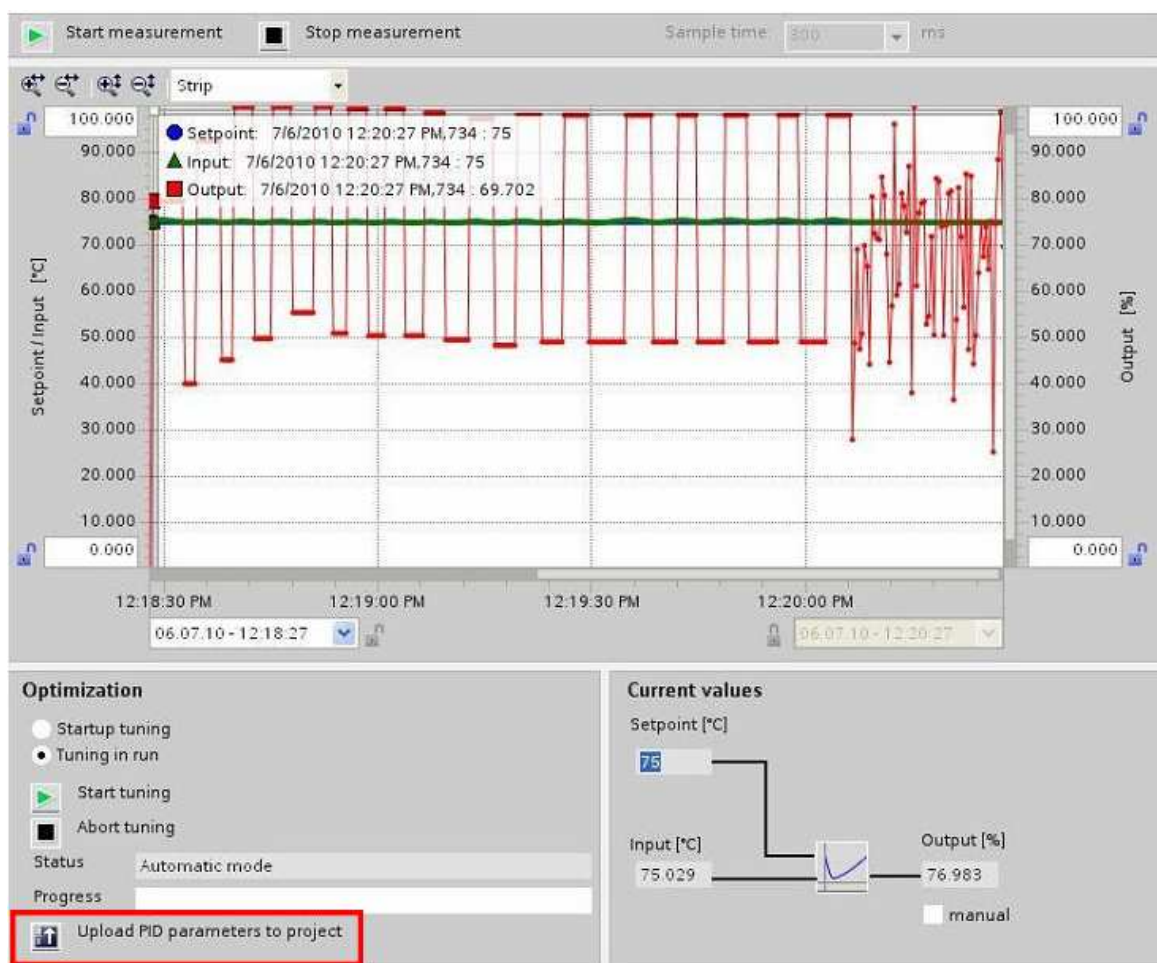 Start measurement
Stop measurement
Sample time 300 ms
Strip
100.000
90.000
80.000
70.000
60.000
50.000
40.000
30.000
20.000
10.000
0.000
Setpoint / Input [°C]
Setpoint: 7/6/2010 12:20:27 PM,734 : 75
Input: 7/6/2010 12:20:27 PM,734 : 75
Output: 7/6/2010 12:20:27 PM,734 : 69.702
100.000
90.000
80.000
70.000
60.000
50.000
40.000
30.000
20.000
10.000
0.000
Output [%]
12:18:30 PM 12:19:00 PM 12:19:30 PM 12:20:00 PM
06.07.10 - 12:18:27
06.07.10 - 12:20:27
Optimization
Startup tuning
Tuning in run
Start tuning
Abort tuning
Status Automatic mode
Progress
Upload PID parameters to project
Current values
Setpoint [°C]
75
Input [°C]
75.029
Output [%]
76.983
manual